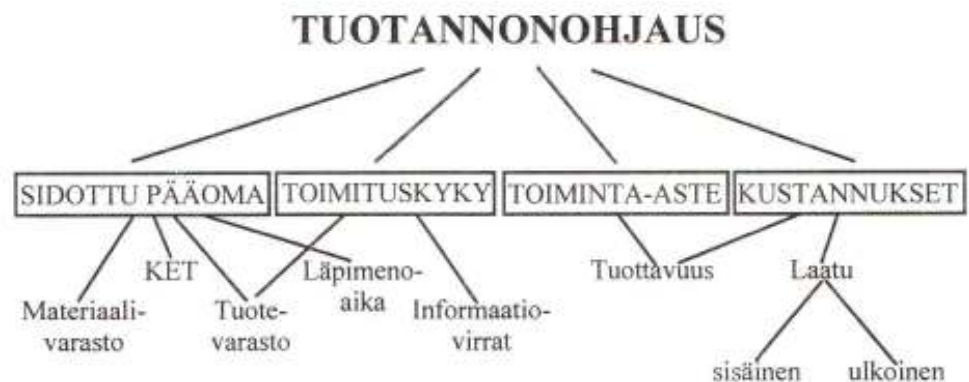 TUOTANNONOHJAUS
SIDOTTU PÄÄOMA
TOIMITUSKYKY
TOIMINTA-ASTE
KUSTANNUKSET
KET
Läpimeno-
aika
Tuottavuus
Laatu
Materiaali-
varasto
Tuote-
varasto
Informaatio-
virrat
sisäinen
ulkoinen